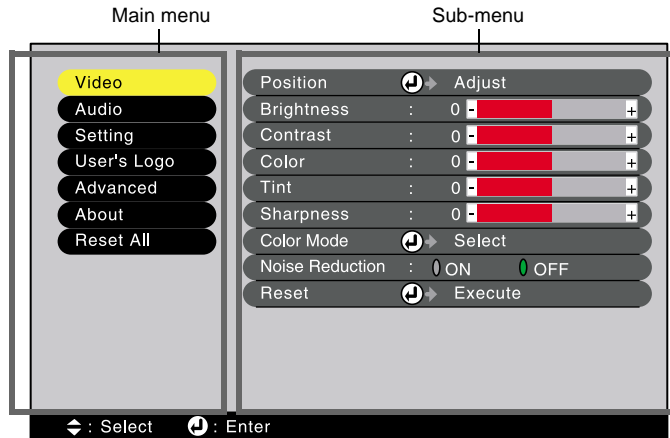 Main menu Sub-menu
Video
Audio
Setting
User's Logo
Advanced
About
Reset All
Position Adjust
Brightness : 0 - +
Contrast : 0 - +
Color : 0 - +
Tint : 0 - +
Sharpness : 0 - +
Color Mode Select
Noise Reduction : ON OFF
Reset Execute
: Select : Enter